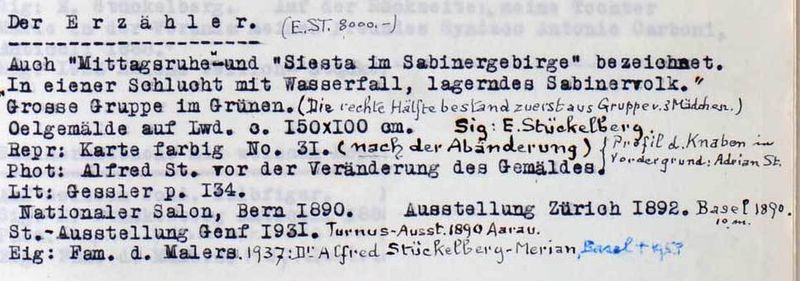 Der Erzähler. (E.ST. 8000.-)
Auch "Mittagsruhe" und "Siesta im Sabinergebirge" bezeichnet.
"In eiener Schlucht mit Wasserfall, lagerndes Sabinervolk."
Grosse Gruppe im Grünen. (Die rechte Hälfte bestand zuerst aus Gruppe v. 3 Mädchen.)
Oelgemälde auf Lwd. c. 150x100 cm. Sig: E. Stückelberg.
Repr: Karte farbig No. 31. (nach der Abänderung) { Profil d. Knaben im
Phot: Alfred St. vor der Veränderung des Gemäldes. Vordergrund: Adrian St.
Lit: Gessler p. 134.
Nationaler Salon, Bern 1890. Ausstellung Zürich 1892. Basel 1890.
St.-Ausstellung Genf 1931. Turnus-Ausst. 1890 Aarau.
Eig: Fam. d. Malers. 1937: Dr Alfred Stückelberg-Merian, Basel